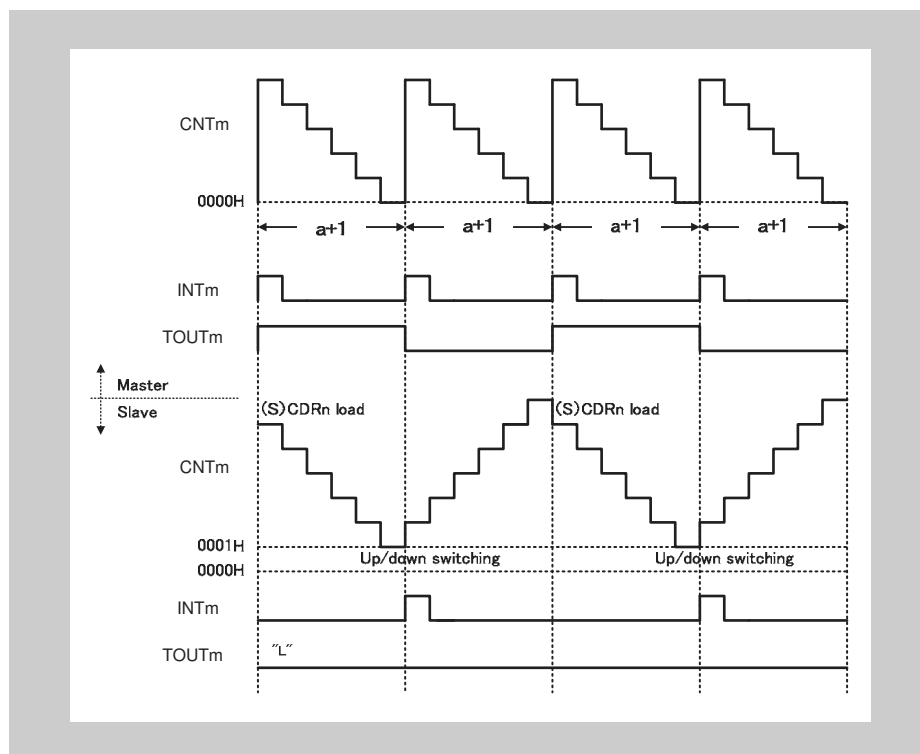 CNTm
0000H
a+1 a+1 a+1 a+1
INTm
TOUTm
Master
Slave
(S)CDRn load (S)CDRn load
CNTm
0001H
Up/down switching Up/down switching
0000H
INTm
TOUTm
"L"